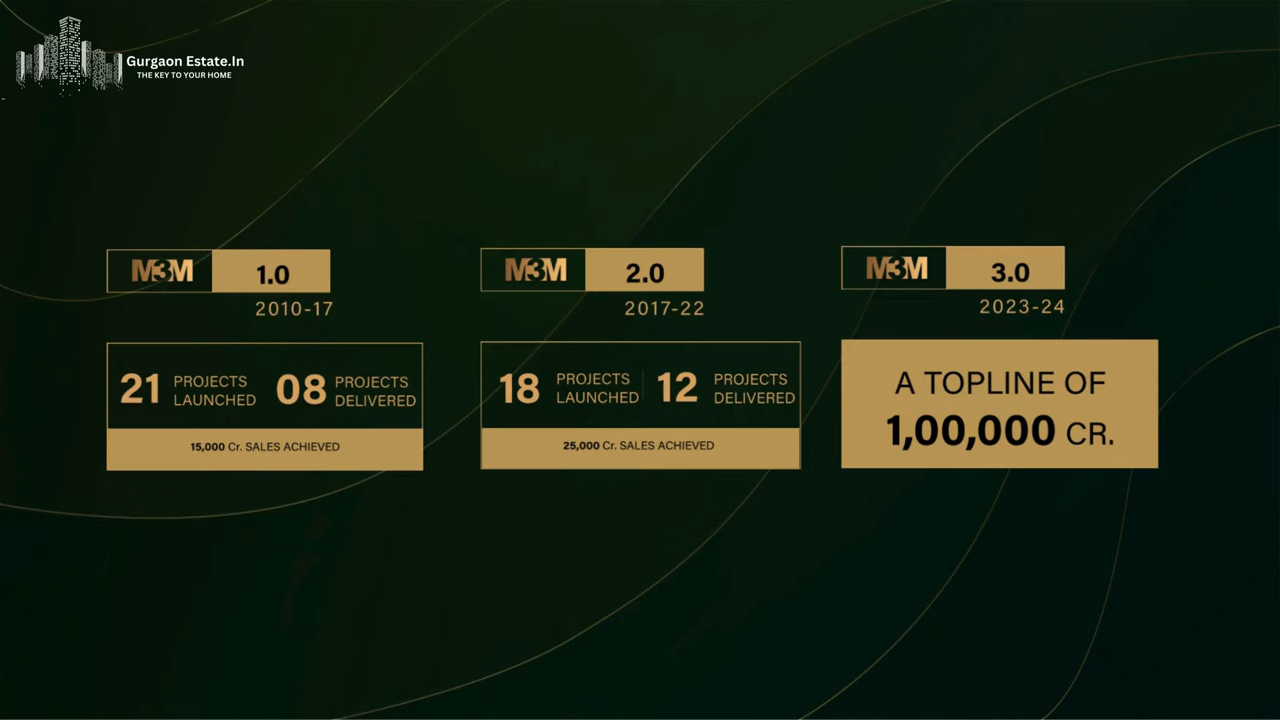 Gurgaon Estate.In
THE KEY TO YOUR HOME
M3M 1.0
2010-17
21 PROJECTS LAUNCHED 08 PROJECTS DELIVERED
15,000 Cr. SALES ACHIEVED
M3M 2.0
2017-22
18 PROJECTS LAUNCHED 12 PROJECTS DELIVERED
25,000 Cr. SALES ACHIEVED
M3M 3.0
2023-24
A TOPLINE OF
1,00,000 CR.